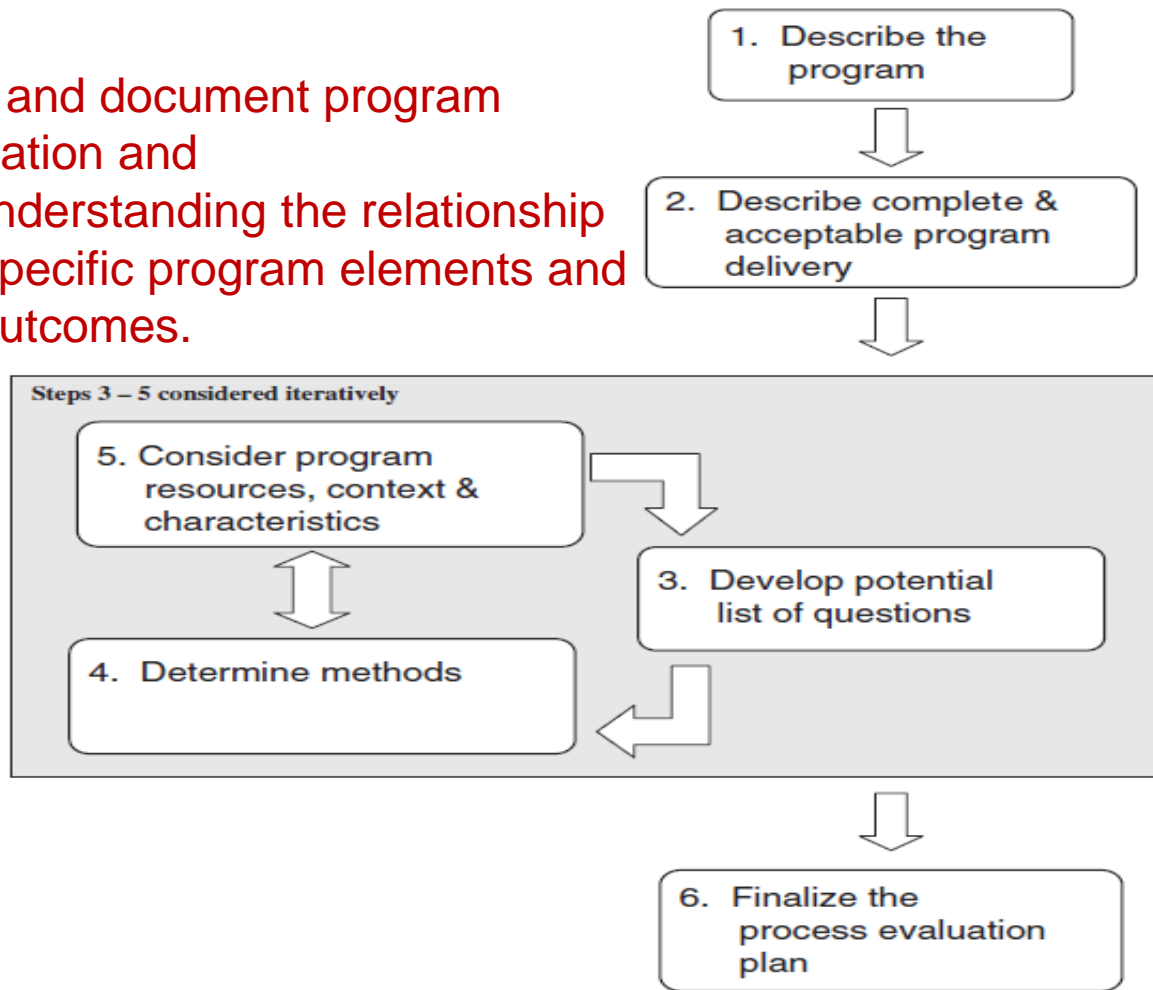 and document program
ation and
nderstanding the relationship
pecific program elements and
utcomes.
1. Describe the
program
2. Describe complete &
acceptable program
delivery
Steps 3 – 5 considered iteratively
5. Consider program
resources, context &
characteristics
3. Develop potential
list of questions
4. Determine methods
6. Finalize the
process evaluation
plan